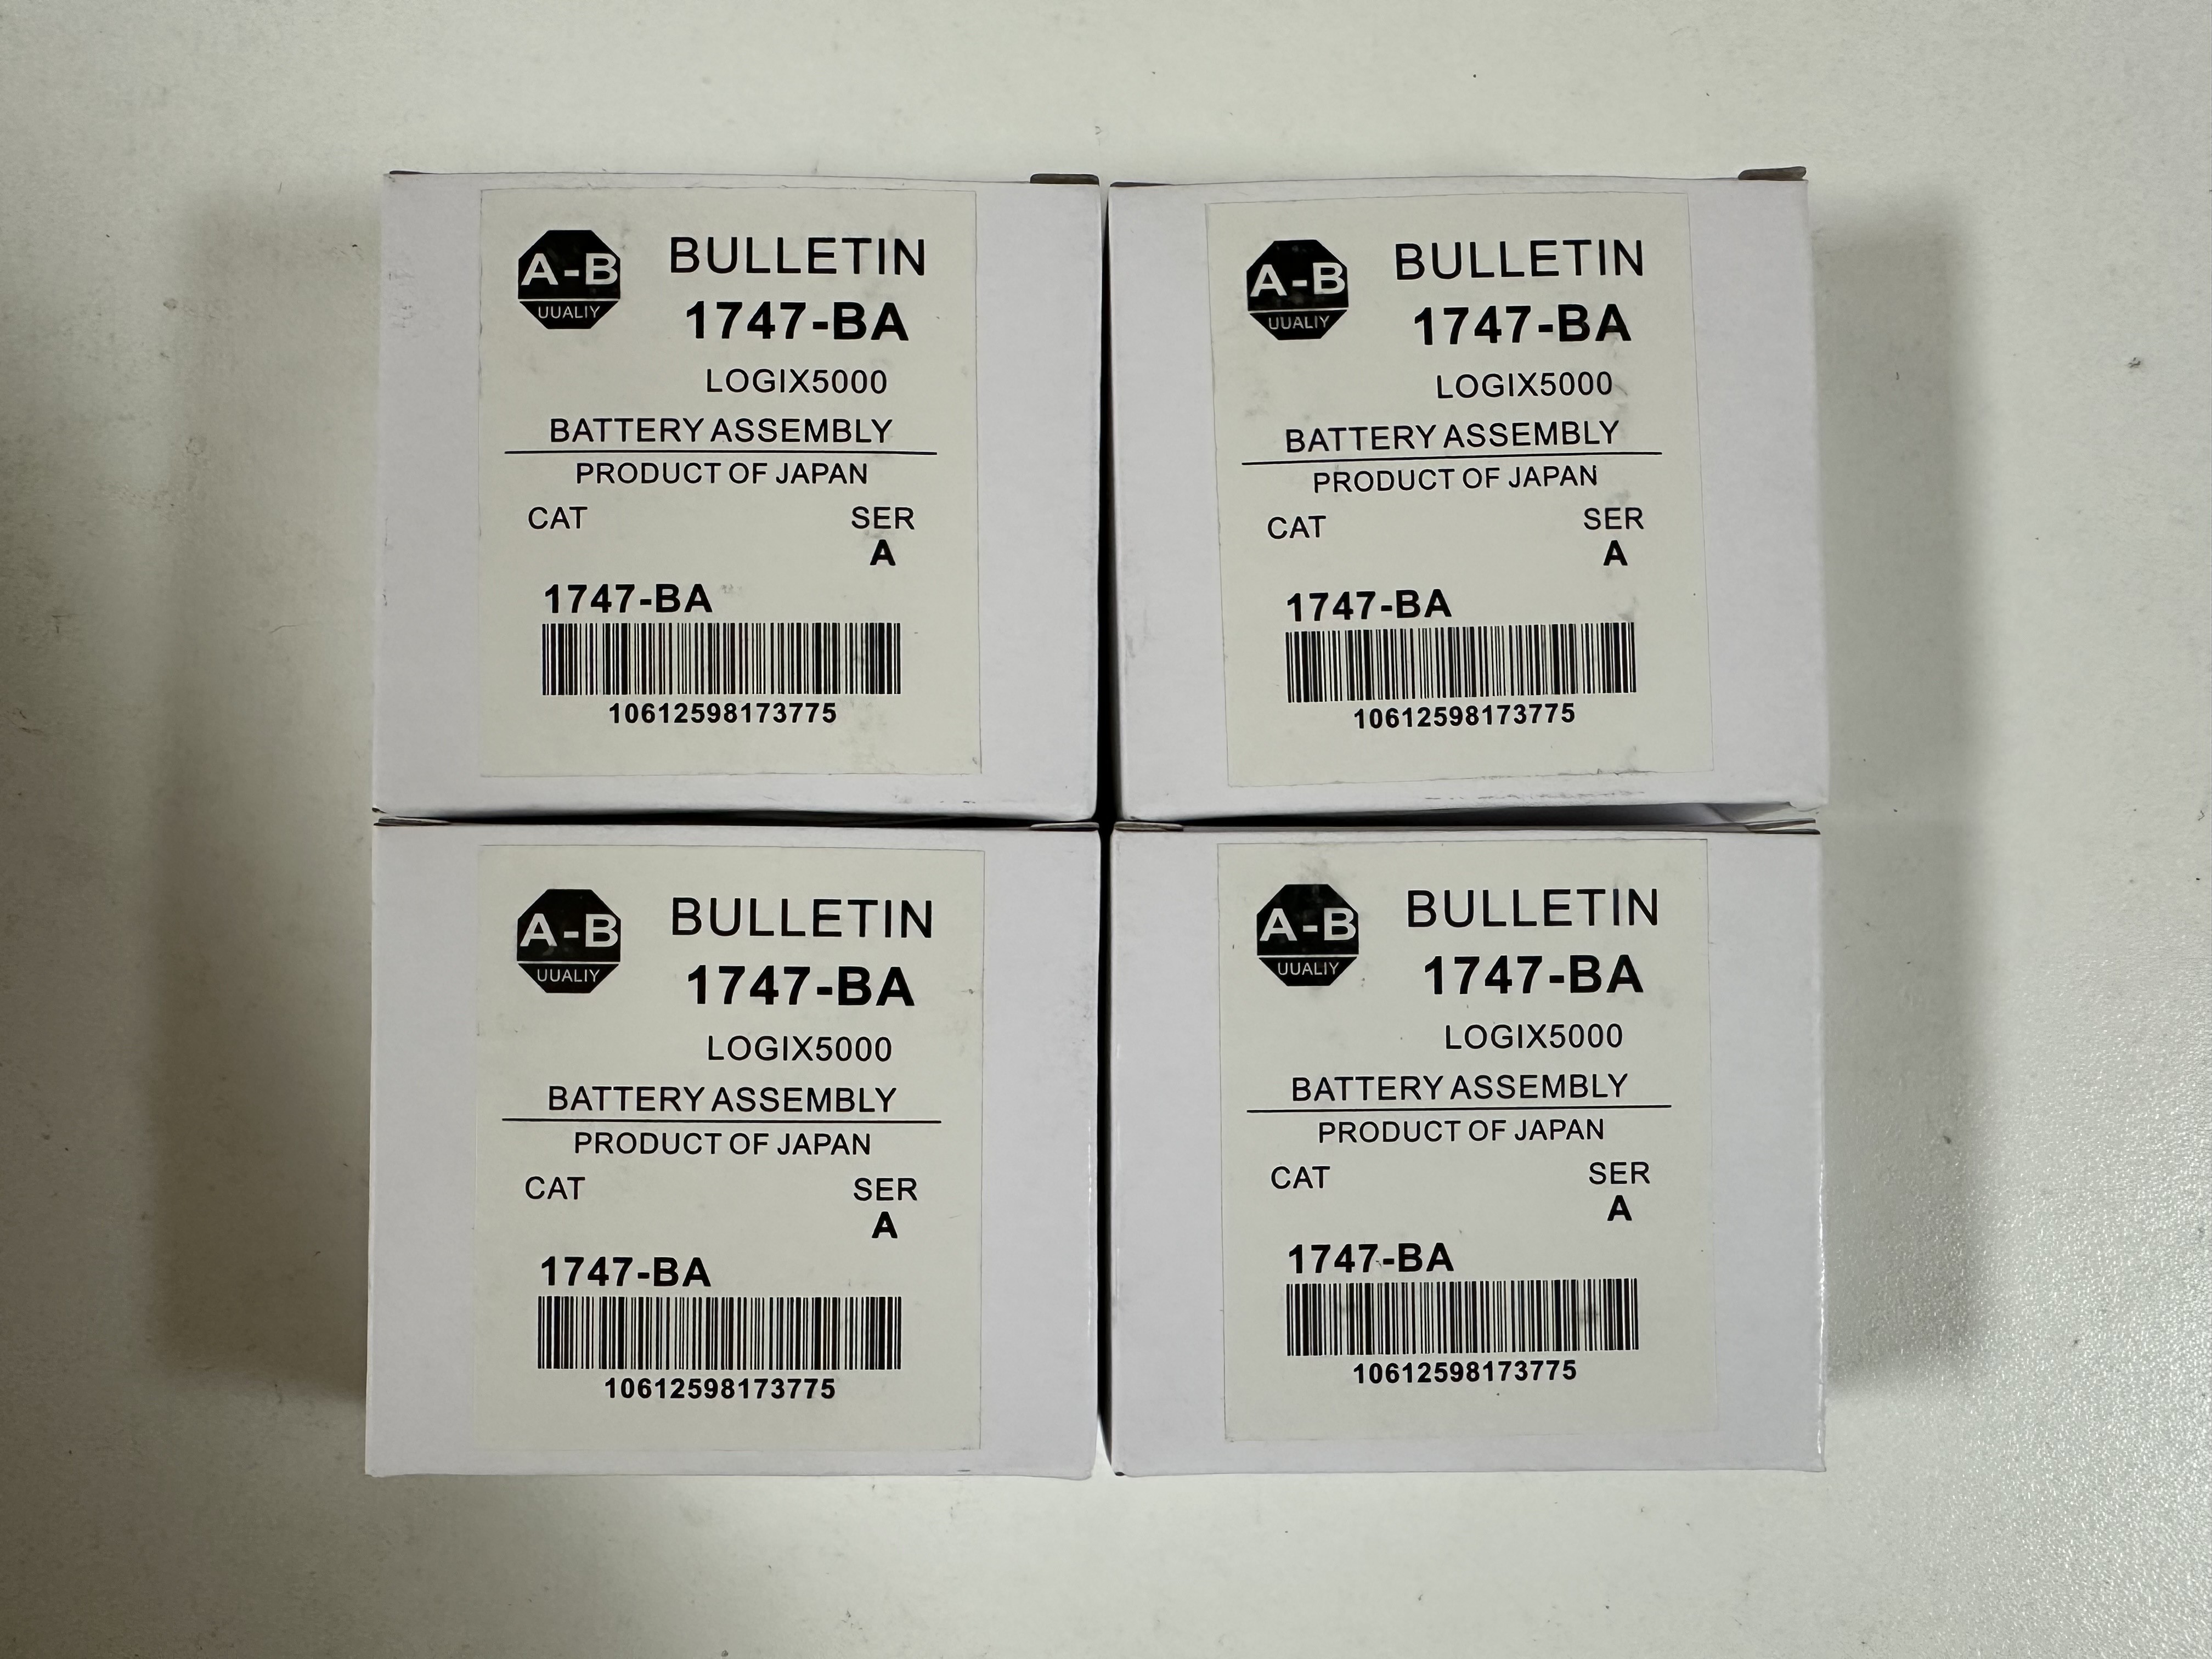 A-B
UUALIY
BULLETIN
1747-BA
LOGIX5000
BATTERY ASSEMBLY
PRODUCT OF JAPAN
CAT SER
A
1747-BA
10612598173775
A-B
UUALIY
BULLETIN
1747-BA
LOGIX5000
BATTERY ASSEMBLY
PRODUCT OF JAPAN
CAT SER
A
1747-BA
10612598173775
A-B
UUALIY
BULLETIN
1747-BA
LOGIX5000
BATTERY ASSEMBLY
PRODUCT OF JAPAN
CAT SER
A
1747-BA
10612598173775
A-B
UUALIY
BULLETIN
1747-BA
LOGIX5000
BATTERY ASSEMBLY
PRODUCT OF JAPAN
CAT SER
A
1747-BA
10612598173775